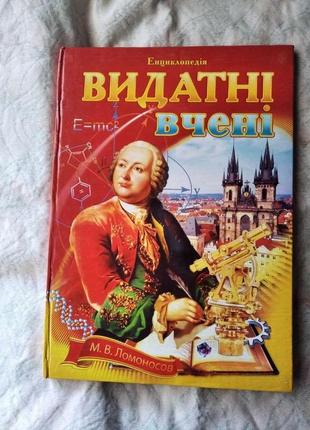 Енциклопедія
ВИДАТНІ
вчені
E=mc²
М. В. Ломоносов